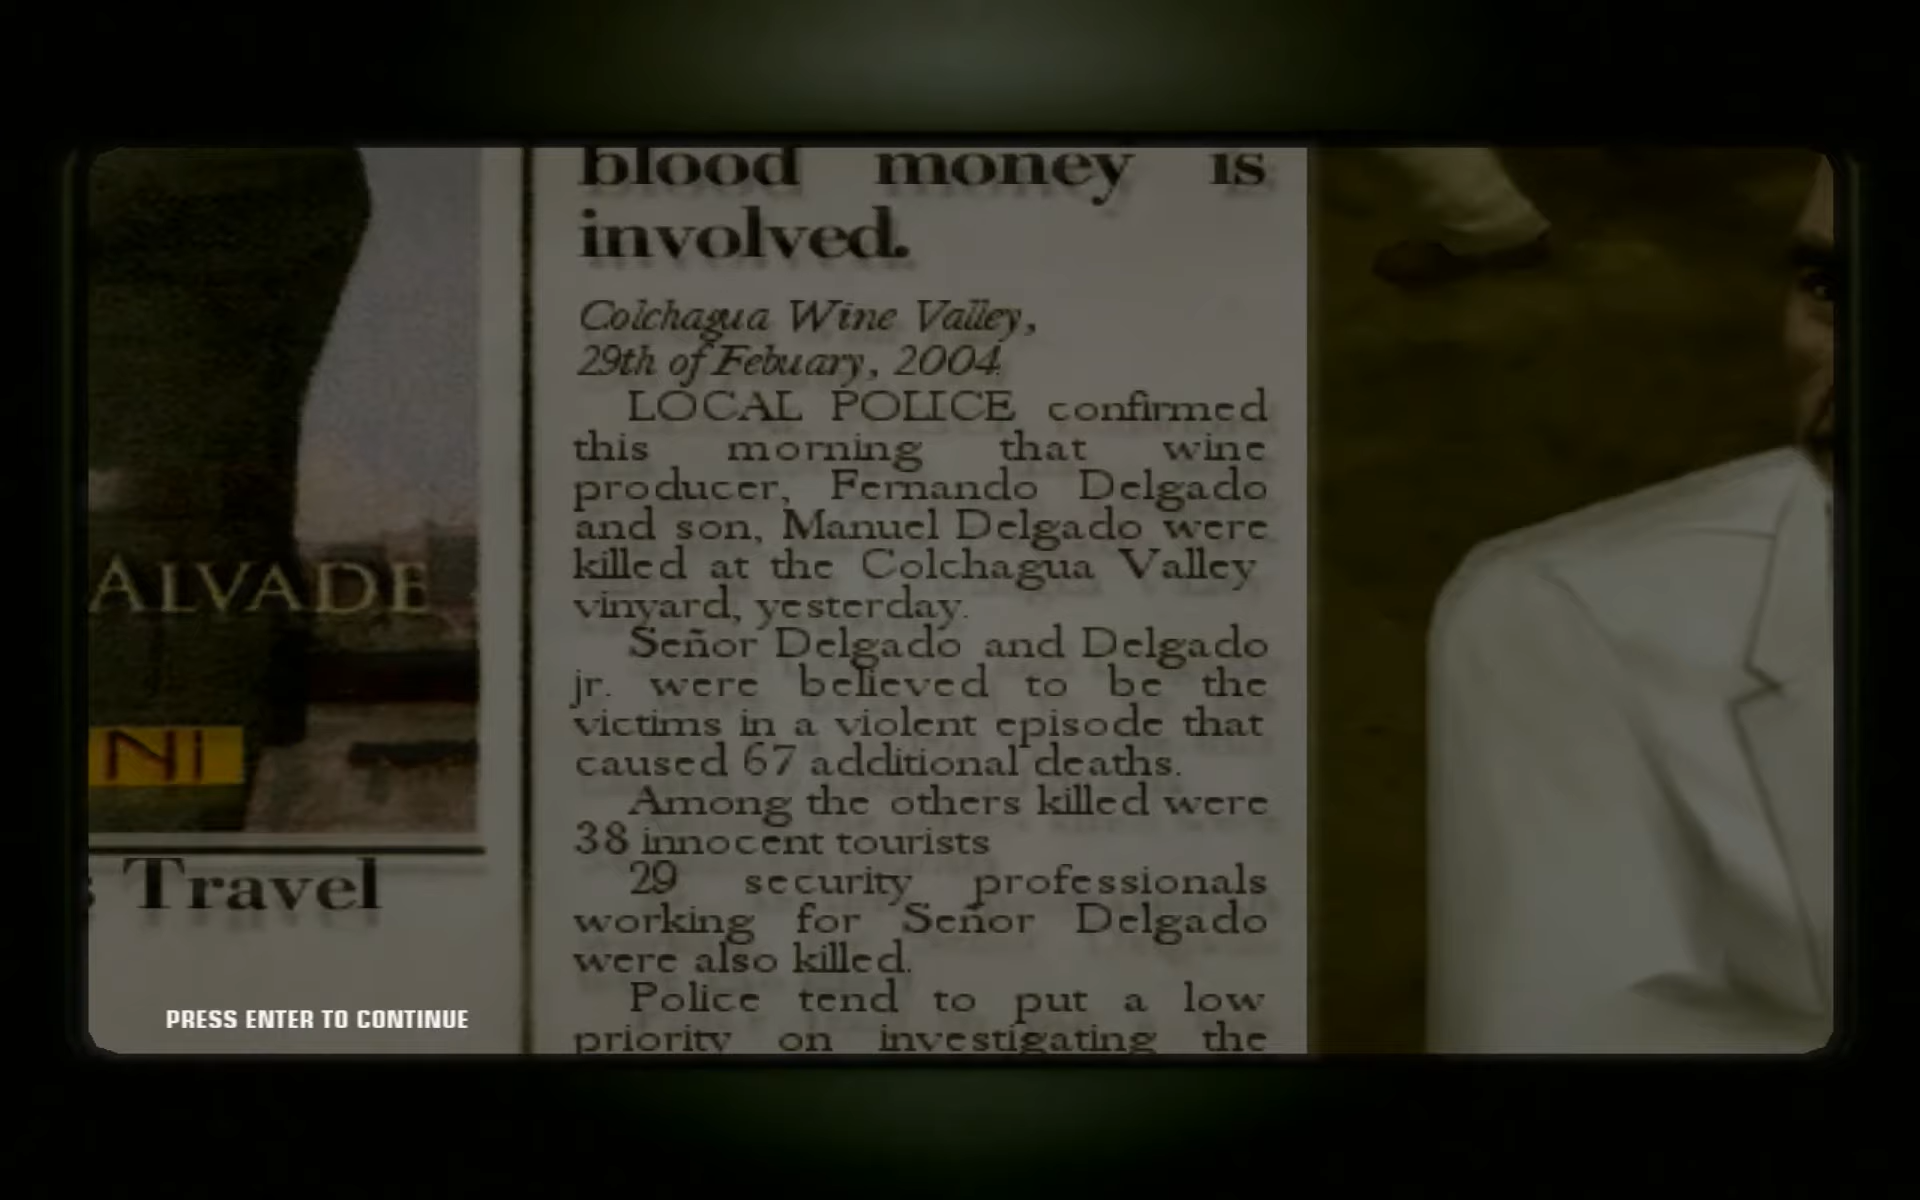 ALVADE
NI
s Travel
PRESS ENTER TO CONTINUE
blood money is
involved.
Colchagua Wine Valley,
29th of Febuary, 2004.
LOCAL POLICE confirmed
this morning that wine
producer, Fernando Delgado
and son, Manuel Delgado were
killed at the Colchagua Valley
vinyard, yesterday.
Señor Delgado and Delgado
jr. were believed to be the
victims in a violent episode that
caused 67 additional deaths.
Among the others killed were
38 innocent tourists
29 security professionals
working for Señor Delgado
were also killed.
Police tend to put a low
priority on investigating the